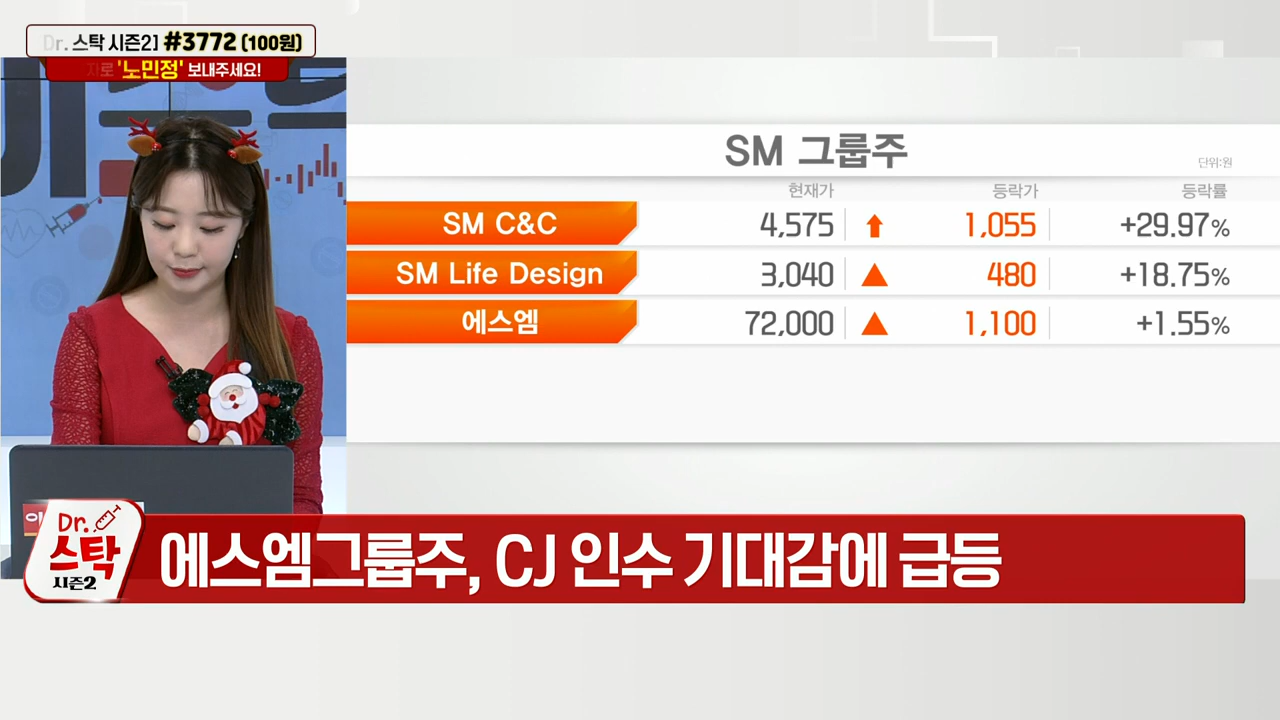 Dr. 스탁 시즌2] #3772 (100원)
자로 '노민정' 보내주세요!
SM 그룹주
단위:원
현재가 등락가 등락률
SM C&C 4,575 1,055 +29.97%
SM Life Design 3,040 480 +18.75%
에스엠 72,000 1,100 +1.55%
Dr.
스탁
시즌2
에스엠그룹주, CJ 인수 기대감에 급등